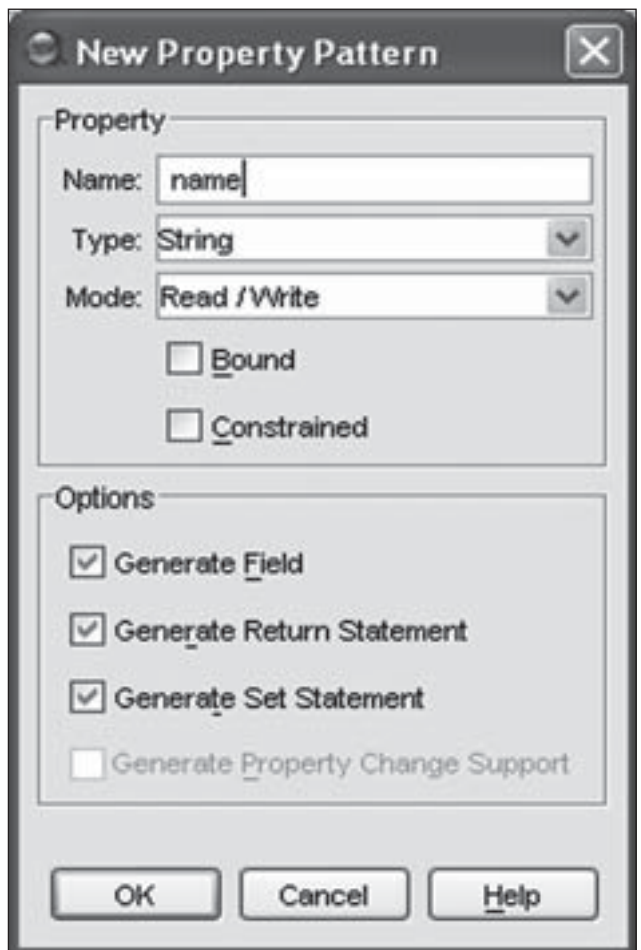 New Property Pattern
Property
Name: name
Type: String
Mode: Read / Write
Bound
Constrained
Options
Generate Field
Generate Return Statement
Generate Set Statement
Generate Property Change Support
OK Cancel Help